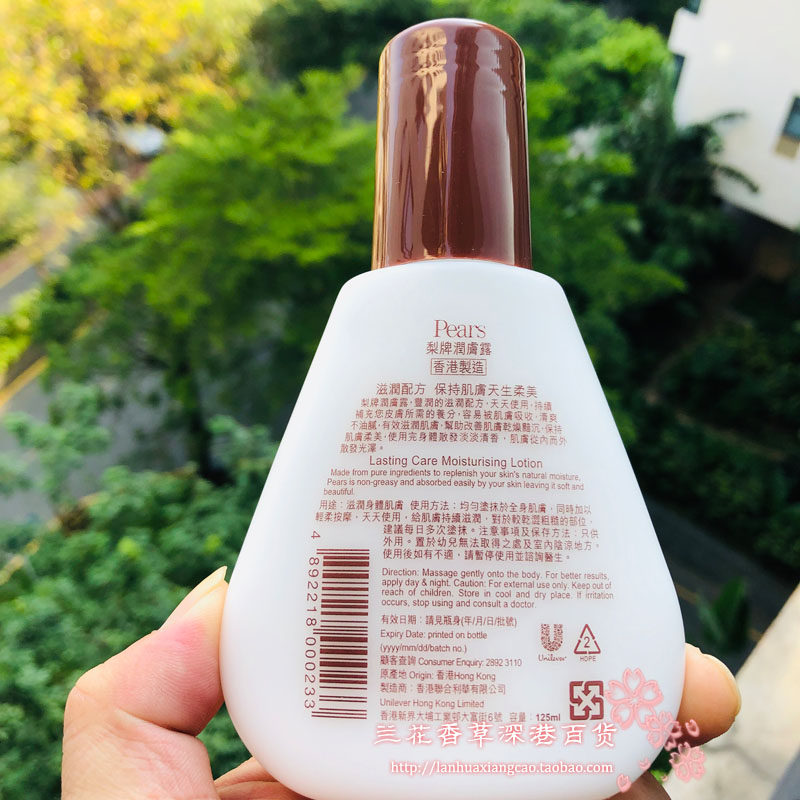 Pears
梨牌潤膚露
香港製造
滋潤配方 保持肌膚天生柔美
梨牌潤膚露,豐潤的滋潤配方,天天使用,持續
補充您皮膚所需的養分,容易被肌膚吸收,清爽
不油膩,有效滋潤肌膚,幫助改善肌膚乾燥黯沉,保持
肌膚柔美,使用完身體散發淡淡清香、肌膚從內而外
散發光澤。
Lasting Care Moisturising Lotion
Made from pure ingredients to replenish your skin's natural moisture,
Pears is non-greasy and absorbed easily by your skin leaving it soft and
beautiful.
用途:滋潤身體肌膚 使用方法:均勻塗抹於全身肌膚,同時加以
輕柔按摩,天天使用,給肌膚持續滋潤,對於較乾澀粗糙的部位,
建議每日多次塗抹。注意事項及保存方法:只供
外用。置於幼兒無法取得之處及室內陰涼地方,
使用後如有不適,請暫停使用並諮詢醫生。
Direction: Massage gently onto the body. For better results,
apply day & night. Caution: For external use only. Keep out of
reach of children. Store in cool and dry place. If irritation
occurs, stop using and consult a doctor.
4 892218 000233
有效日期:請見瓶身(年/月/日/批號)
Expiry Date: printed on bottle
(yyyy/mm/dd/batch no.)
顧客查詢 Consumer Enquiry: 2892 3110
原產地 Origin: 香港Hong Kong
製造商:香港聯合利華有限公司
Unilever Hong Kong Limited
香港新界大埔工業邨大富街6號 容量:125ml
Unilever
2
HDPE
兰花香草深港百货
http://lanhuaxiangcao.taobao.com/